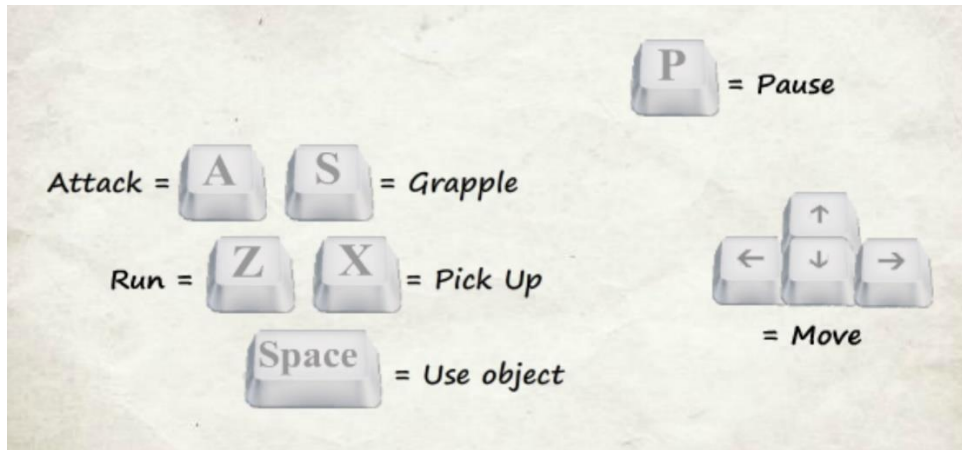 P = Pause
Attack = A S = Grapple
↑
← ↓ →
Run = Z X = Pick Up
= Move
Space = Use object